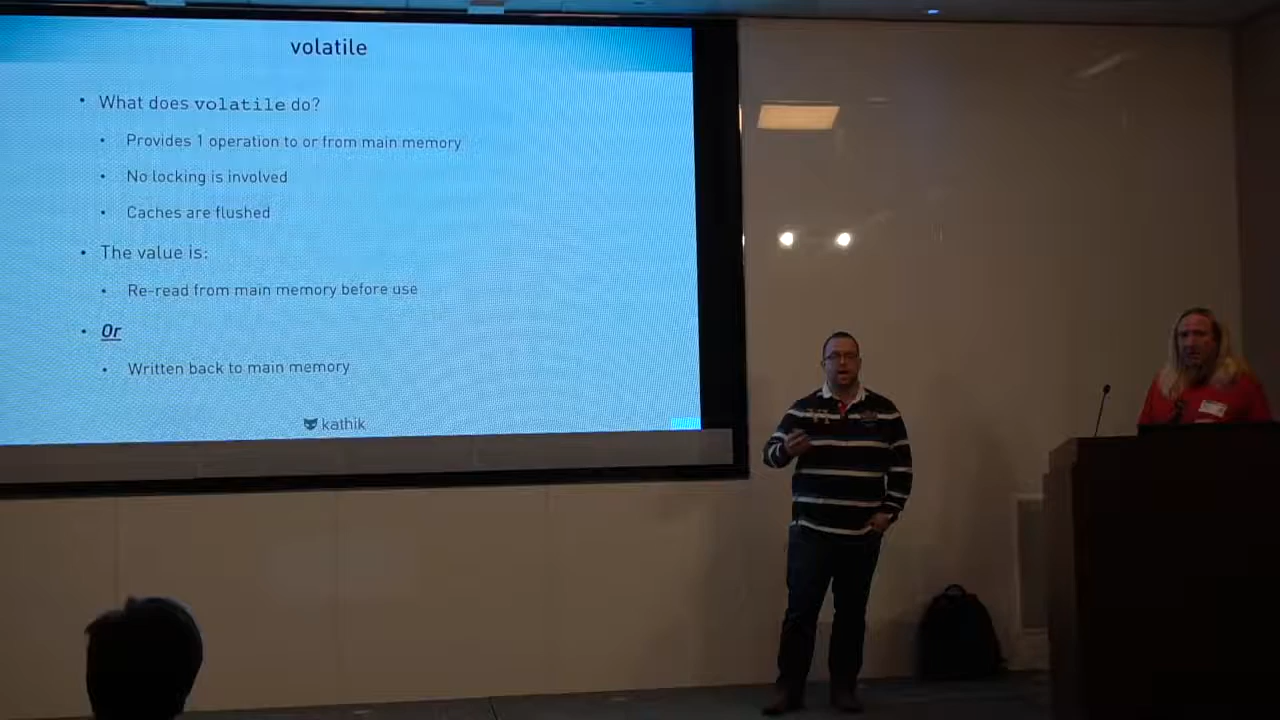 volatile
• What does volatile do?
• Provides 1 operation to or from main memory
• No locking is involved
• Caches are flushed
• The value is:
• Re-read from main memory before use
• Or
• Written back to main memory
kathik